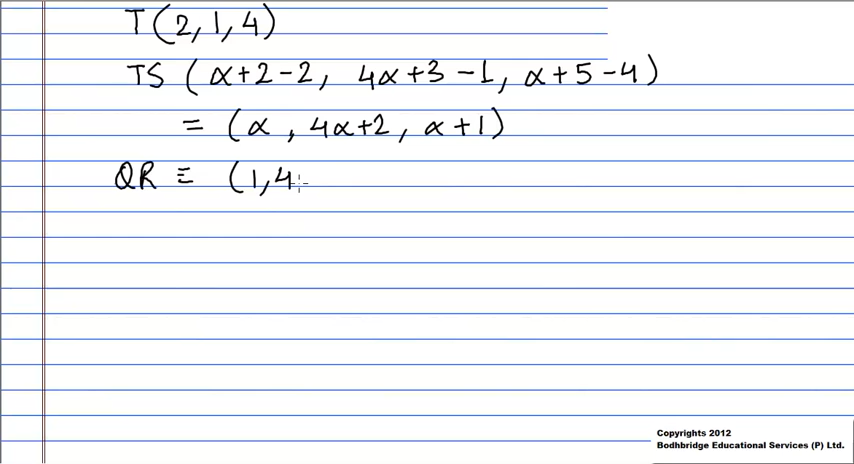 T(2, 1, 4)
TS (α+2-2, 4α+3-1, α+5-4)
= (α, 4α+2, α+1)
QR ≡ (1,4
Copyrights 2012
Bodhbridge Educational Services (P) Ltd.